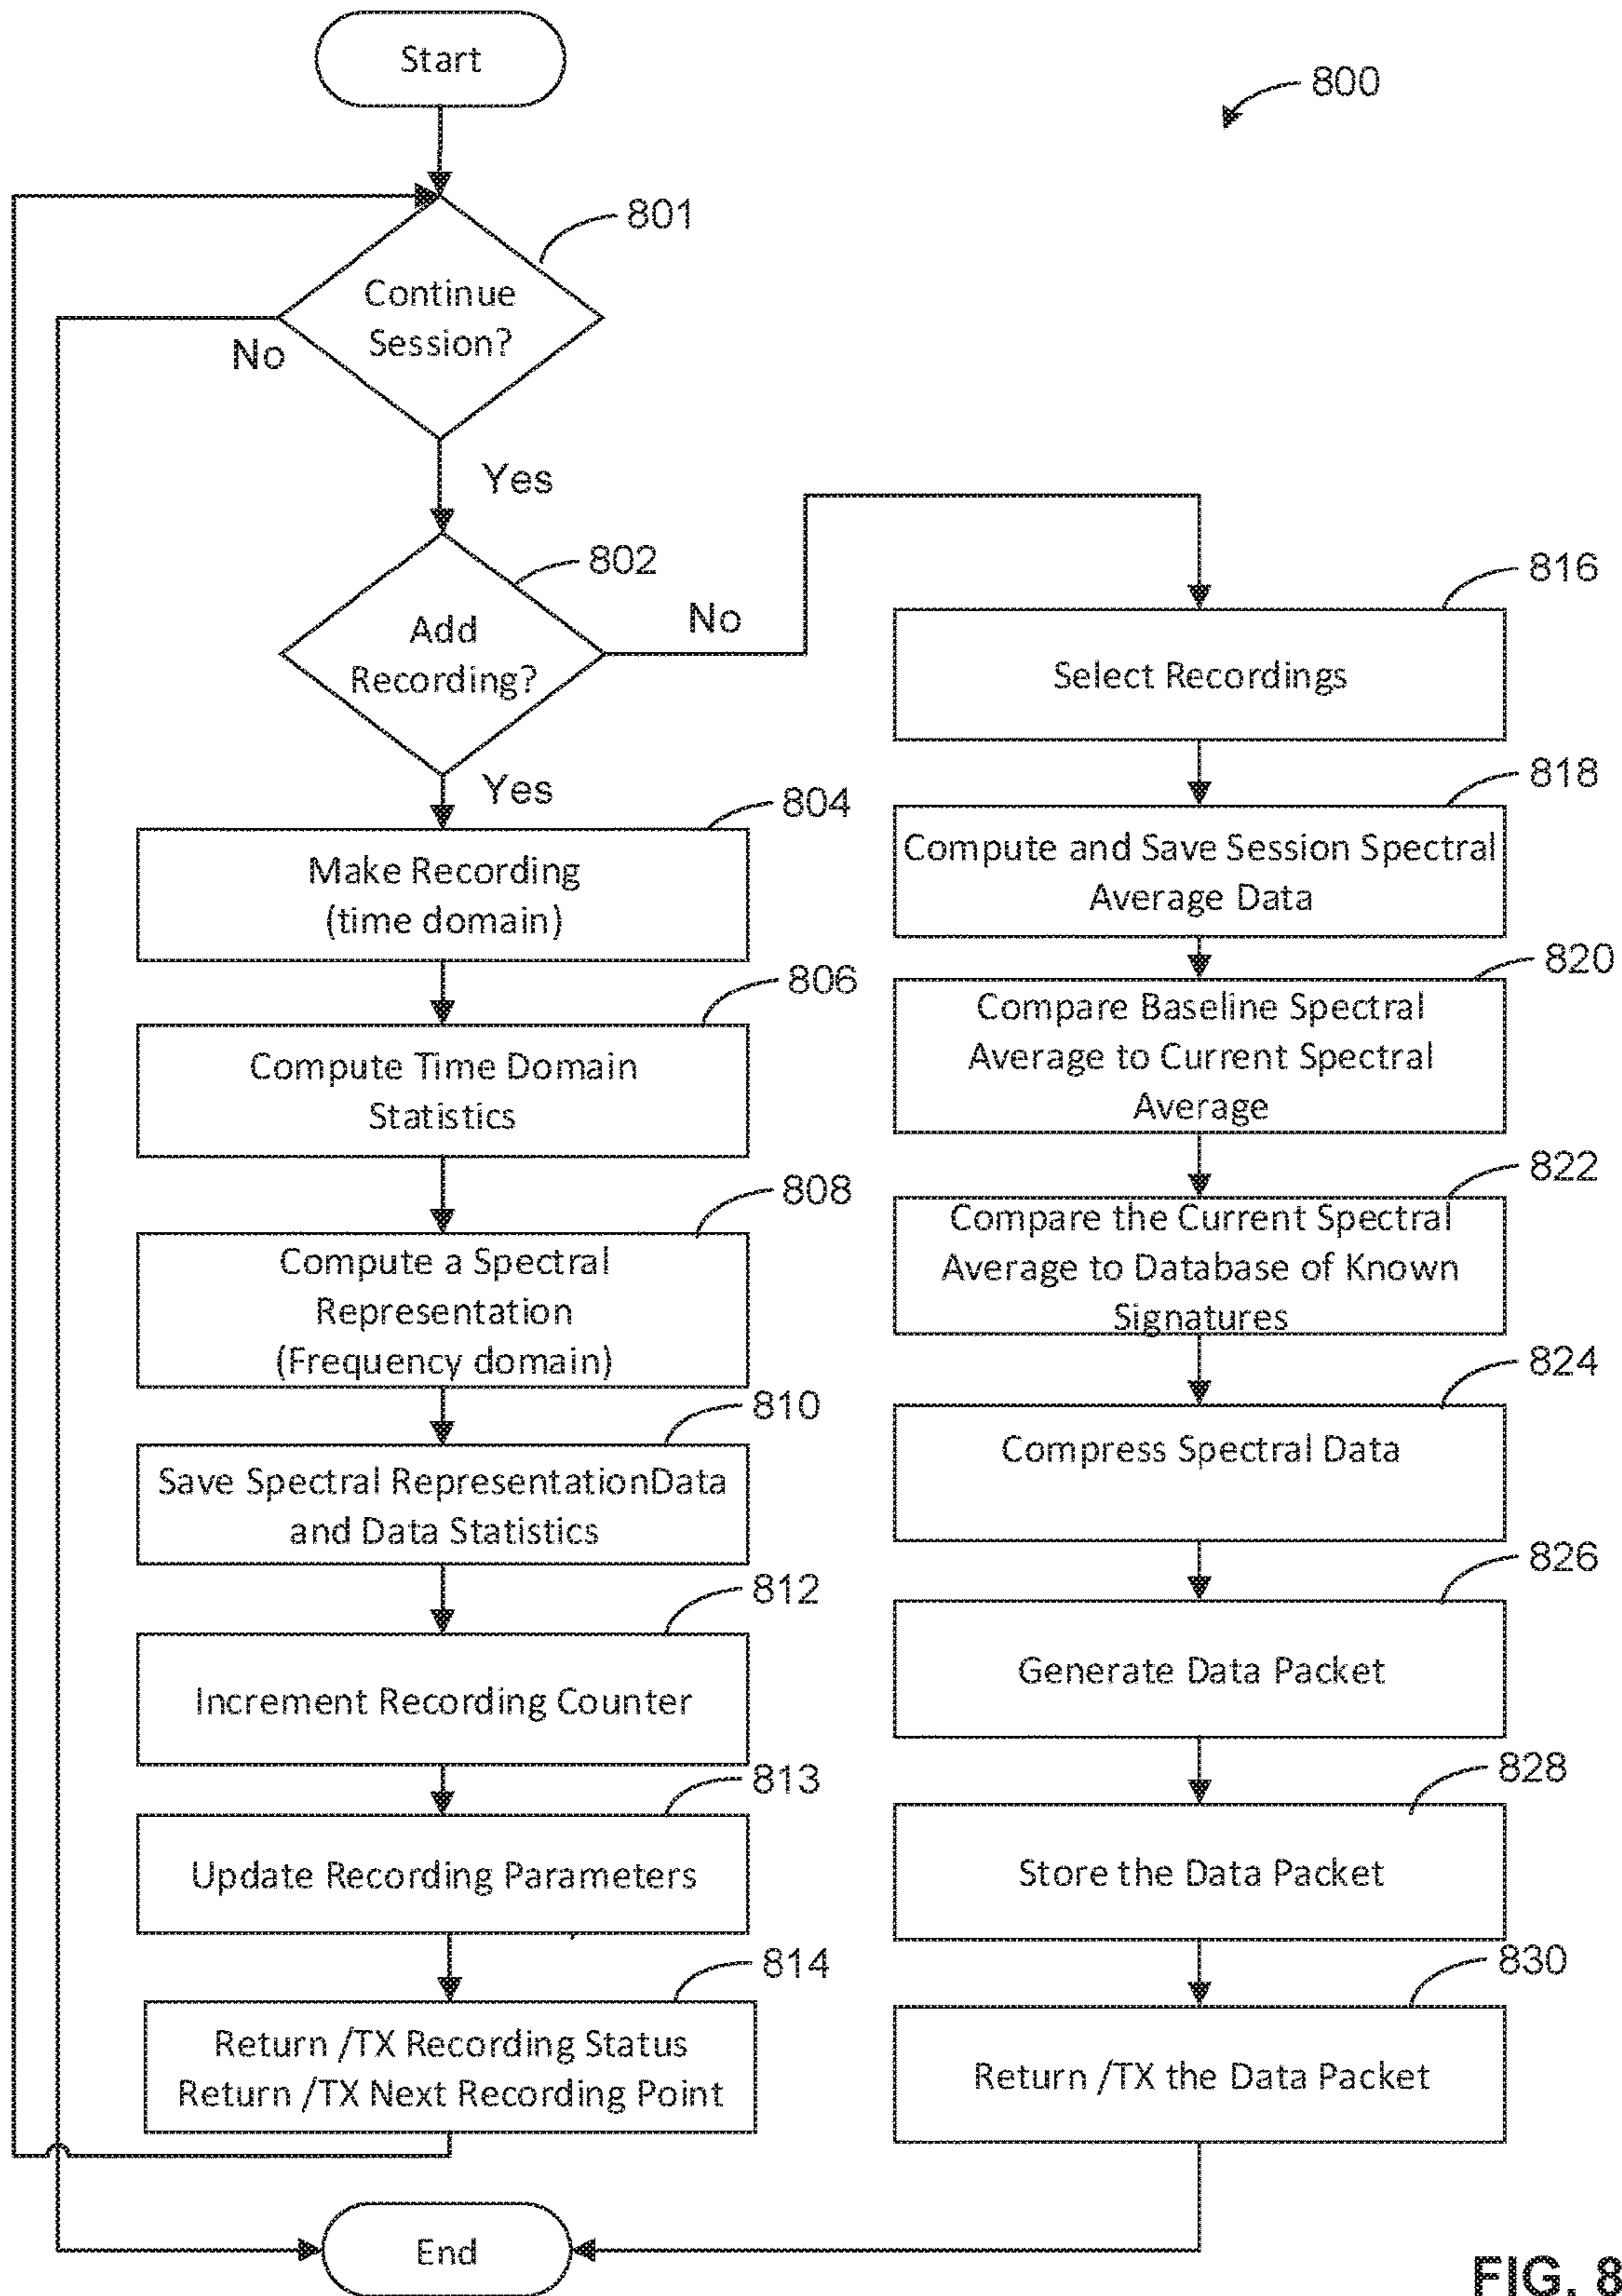 Start
800
801
Continue
Session?
No
Yes
802
Add
Recording?
No
Yes
804
Make Recording
(time domain)
806
Compute Time Domain
Statistics
808
Compute a Spectral
Representation
(Frequency domain)
810
Save Spectral RepresentationData
and Data Statistics
812
Increment Recording Counter
813
Update Recording Parameters
814
Return /TX Recording Status
Return /TX Next Recording Point
816
Select Recordings
818
Compute and Save Session Spectral
Average Data
820
Compare Baseline Spectral
Average to Current Spectral
Average
822
Compare the Current Spectral
Average to Database of Known
Signatures
824
Compress Spectral Data
826
Generate Data Packet
828
Store the Data Packet
830
Return /TX the Data Packet
End
FIG. 8